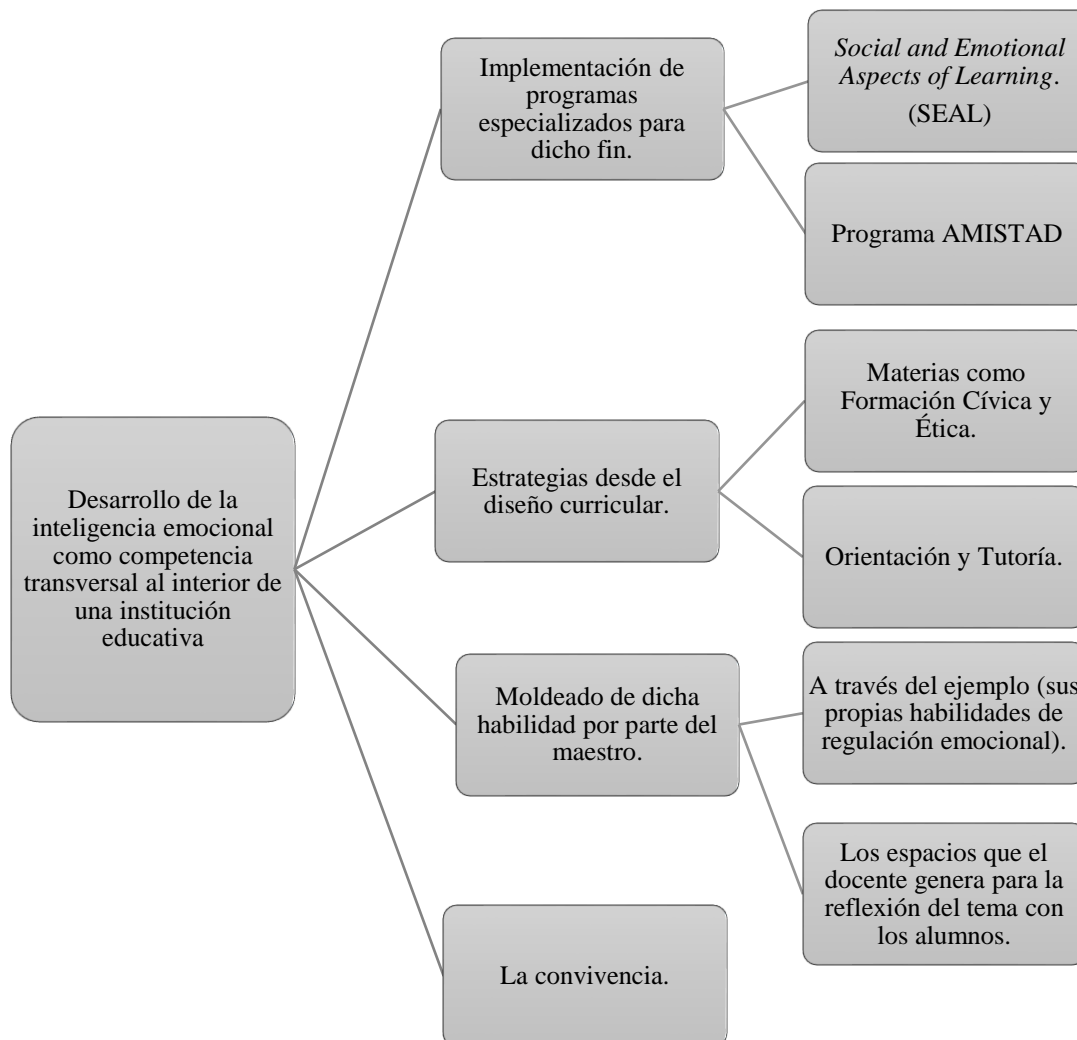 Desarrollo de la
inteligencia emocional
como competencia
transversal al interior de
una institución
educativa
Implementación de
programas
especializados para
dicho fin.
Social and Emotional
Aspects of Learning.
(SEAL)
Programa AMISTAD
Estrategias desde el
diseño curricular.
Materias como
Formación Cívica y
Ética.
Orientación y Tutoría.
Moldeado de dicha
habilidad por parte del
maestro.
A través del ejemplo (sus
propias habilidades de
regulación emocional).
Los espacios que el
docente genera para la
reflexión del tema con
los alumnos.
La convivencia.